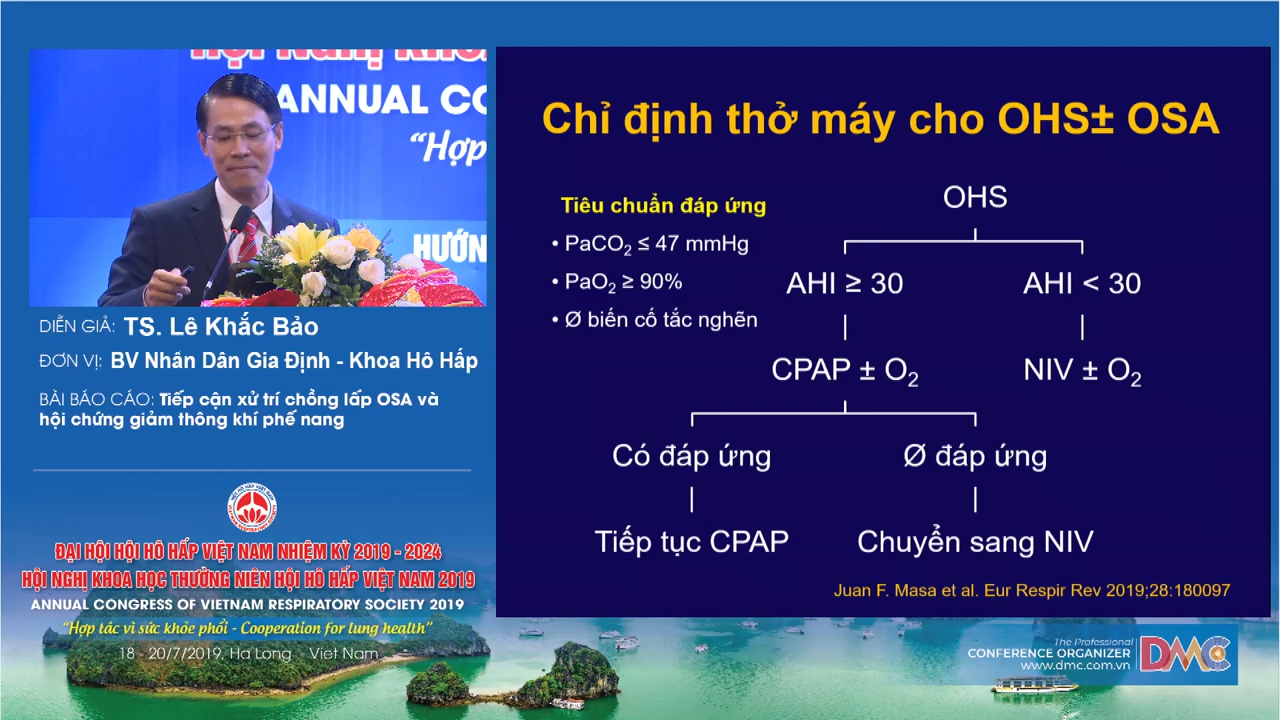 ANNUAL CO
“Hợp
HƯỚN
DIỄN GIẢ: TS. Lê Khắc Bảo
ĐƠN VỊ: BV Nhân Dân Gia Định - Khoa Hô Hấp
BÀI BÁO CÁO: Tiếp cận xử trí chồng lấp OSA và
hội chứng giảm thông khí phế nang
ĐẠI HỘI HỘI HÔ HẤP VIỆT NAM NHIỆM KỲ 2019 - 2024
HỘI NGHỊ KHOA HỌC THƯỜNG NIÊN HỘI HÔ HẤP VIỆT NAM 2019
ANNUAL CONGRESS OF VIETNAM RESPIRATORY SOCIETY 2019
“Hợp tác vì sức khỏe phổi - Cooperation for lung health”
18 - 20/7/2019, Ha Long _ Viet Nam
Chỉ định thở máy cho OHS± OSA
Tiêu chuẩn đáp ứng
• PaCO₂ ≤ 47 mmHg
• PaO₂ ≥ 90%
• Ø biến cố tắc nghẽn
OHS
AHI ≥ 30 AHI < 30
CPAP ± O₂ NIV ± O₂
Có đáp ứng Ø đáp ứng
Tiếp tục CPAP Chuyển sang NIV
Juan F. Masa et al. Eur Respir Rev 2019;28:180097
The Professional
CONFERENCE ORGANIZER
www.dmc.com.vn
DMC